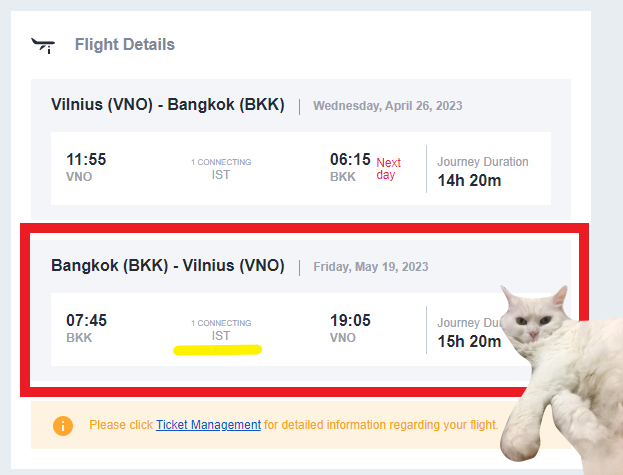 Flight Details
Vilnius (VNO) - Bangkok (BKK) | Wednesday, April 26, 2023
11:55 1 CONNECTING 06:15 Next day Journey Duration
VNO IST BKK 14h 20m
Bangkok (BKK) - Vilnius (VNO) | Friday, May 19, 2023
07:45 1 CONNECTING 19:05 Journey Du
BKK IST VNO 15h 20m
Please click Ticket Management for detailed information regarding your flight.